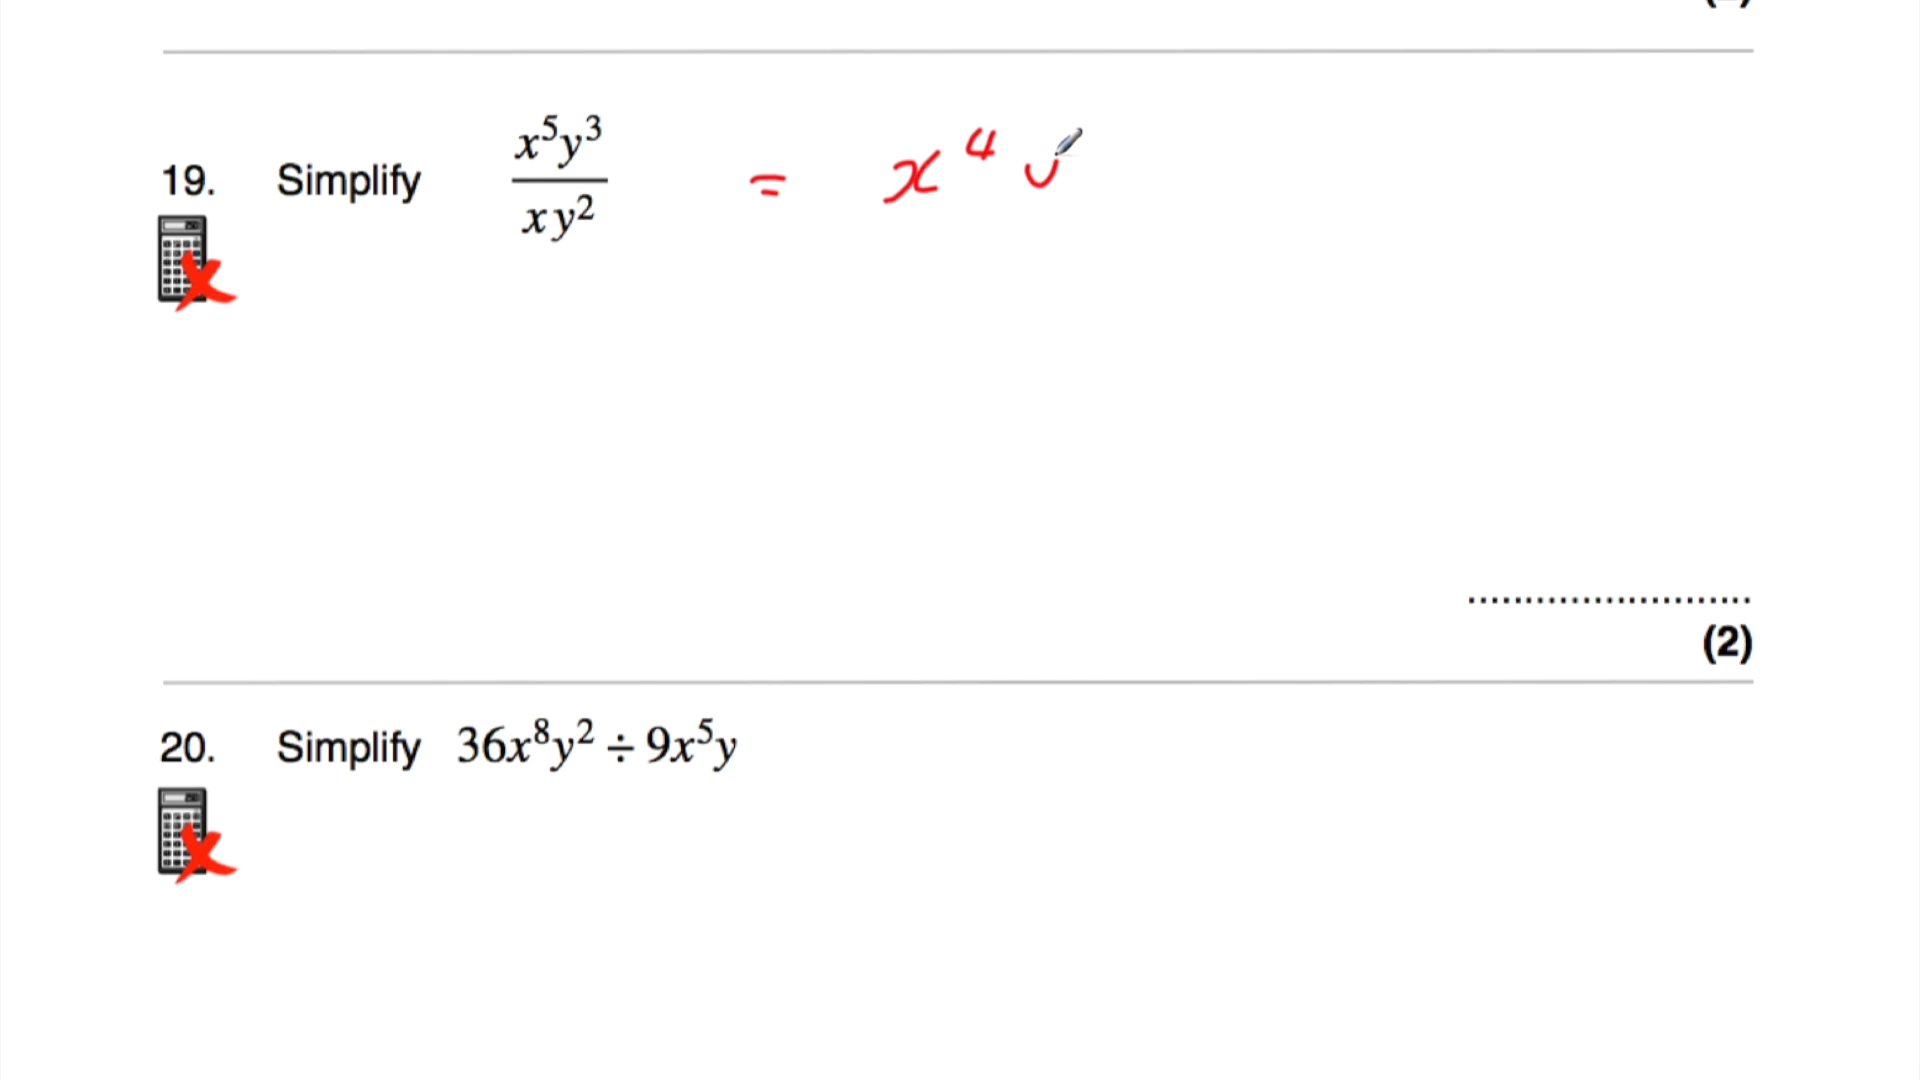 19. Simplify x⁵y³ / xy² = x⁴
(2)
20. Simplify 36x⁸y² ÷ 9x⁵y